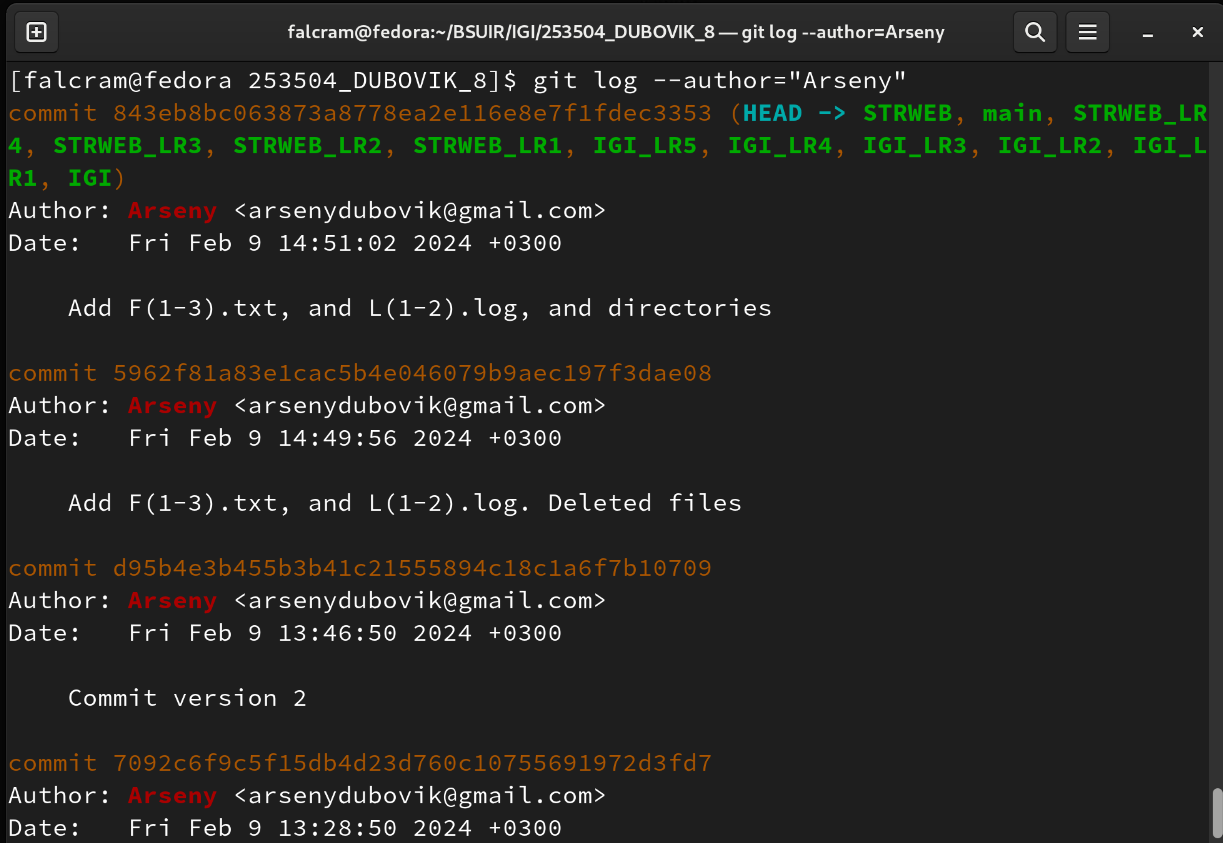 falcram@fedora:~/BSUIR/IGI/253504_DUBOVIK_8 — git log --author=Arseny
[falcram@fedora 253504_DUBOVIK_8]$ git log --author="Arseny"
commit 843eb8bc063873a8778ea2e116e8e7f1fdec3353 (HEAD -> STRWEB, main, STRWEB_LR
4, STRWEB_LR3, STRWEB_LR2, STRWEB_LR1, IGI_LR5, IGI_LR4, IGI_LR3, IGI_LR2, IGI_L
R1, IGI)
Author: Arseny <arsenydubovik@gmail.com>
Date:   Fri Feb 9 14:51:02 2024 +0300
    Add F(1-3).txt, and L(1-2).log, and directories
commit 5962f81a83e1cac5b4e046079b9aec197f3dae08
Author: Arseny <arsenydubovik@gmail.com>
Date:   Fri Feb 9 14:49:56 2024 +0300
    Add F(1-3).txt, and L(1-2).log. Deleted files
commit d95b4e3b455b3b41c21555894c18c1a6f7b10709
Author: Arseny <arsenydubovik@gmail.com>
Date:   Fri Feb 9 13:46:50 2024 +0300
    Commit version 2
commit 7092c6f9c5f15db4d23d760c10755691972d3fd7
Author: Arseny <arsenydubovik@gmail.com>
Date:   Fri Feb 9 13:28:50 2024 +0300